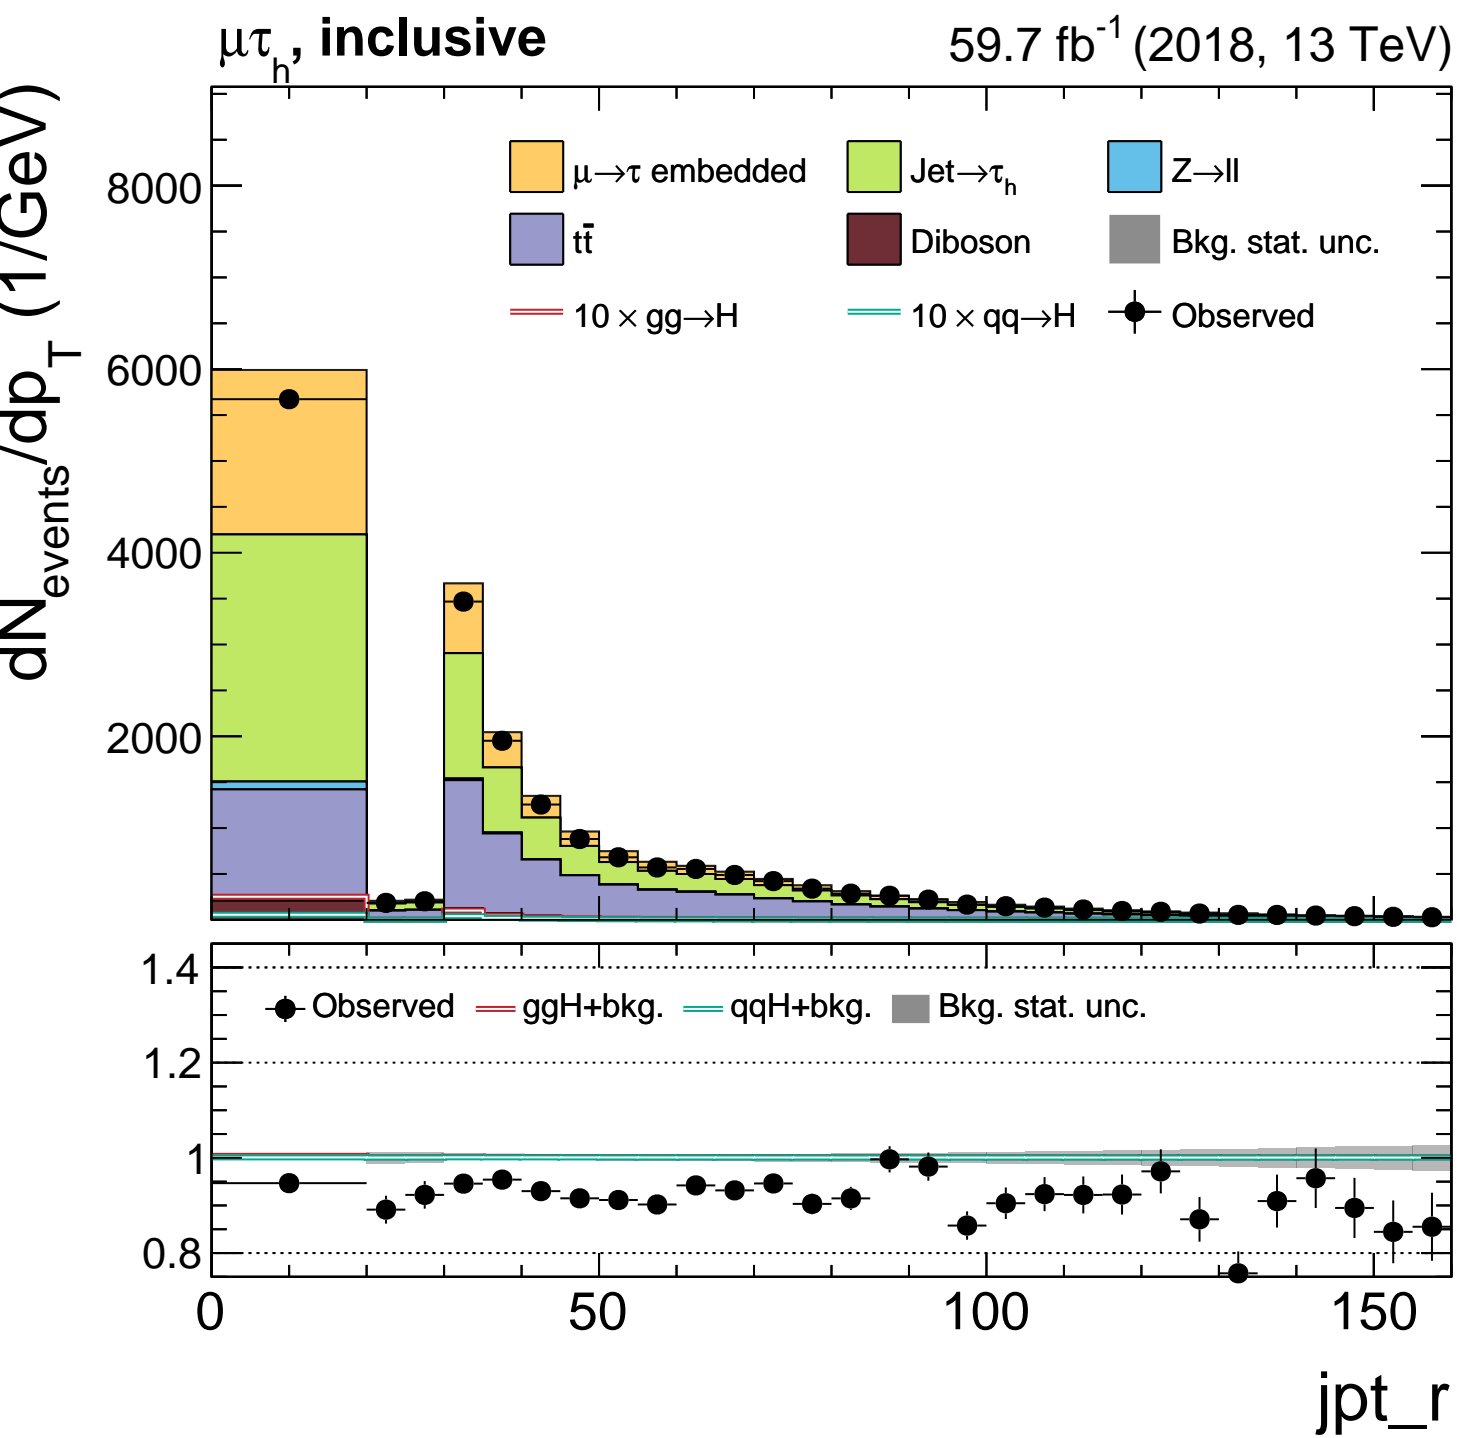 μτh, inclusive
59.7 fb-1 (2018, 13 TeV)
dNevents/dpT (1/GeV)
8000
6000
4000
2000
μ→τ embedded
Jet→τh
Z→ll
tt̄
Diboson
Bkg. stat. unc.
10 × gg→H
10 × qq→H
Observed
1.4
1.2
1
0.8
Observed
ggH+bkg.
qqH+bkg.
Bkg. stat. unc.
0
50
100
150
jpt_r